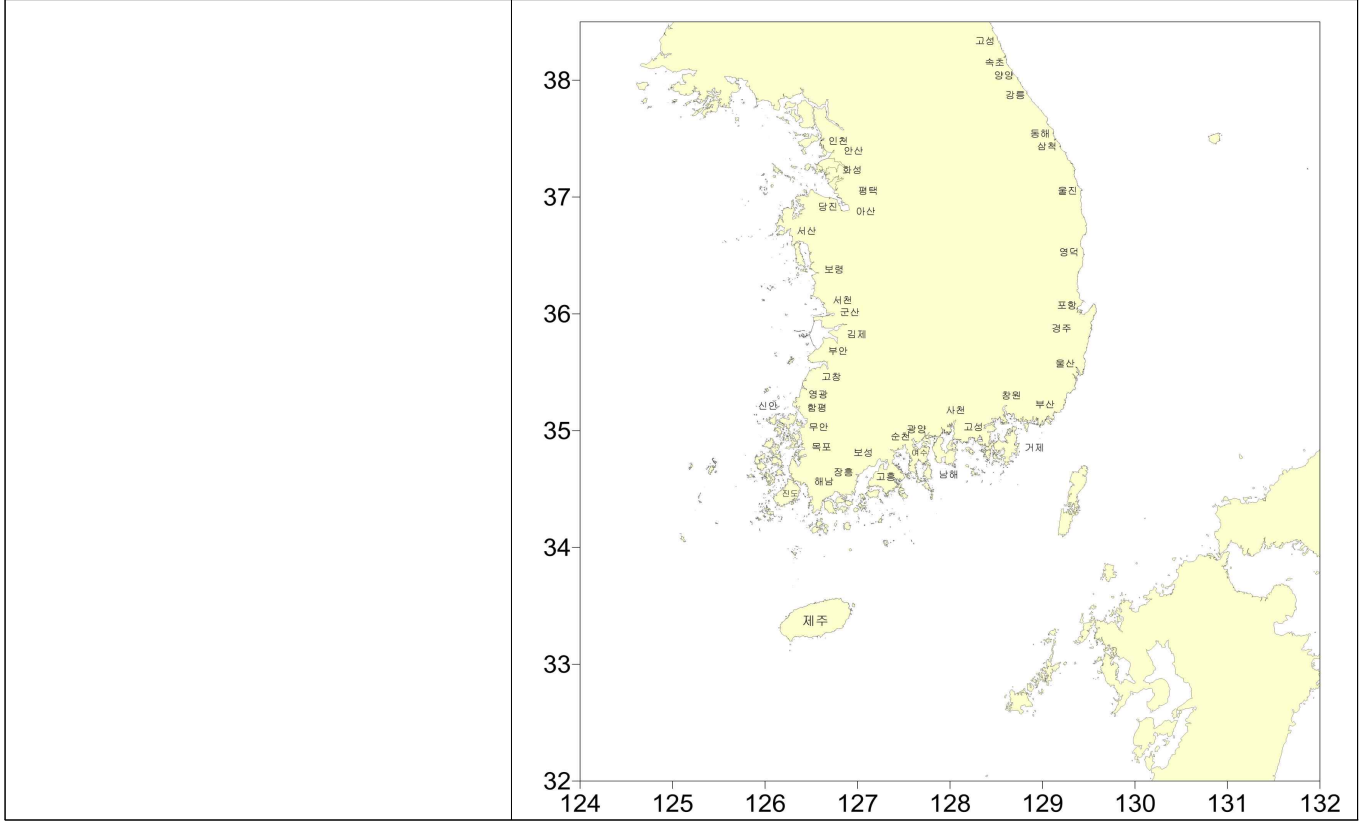 고성
38
속초
양양
강릉
인천
동해
안산
삼척
화성
평택
울진
37
당진
아산
서산
영덕
보령
서천
포항
36
군산
경주
김제
부안
울산
고창
영광
창원
신안
함평
사천
부산
35
무안
광양
고성
순천
목포
보성
여수
거제
장흥
고흥
남해
해남
진도
34
제주
33
32
124 125 126 127 128 129 130 131 132